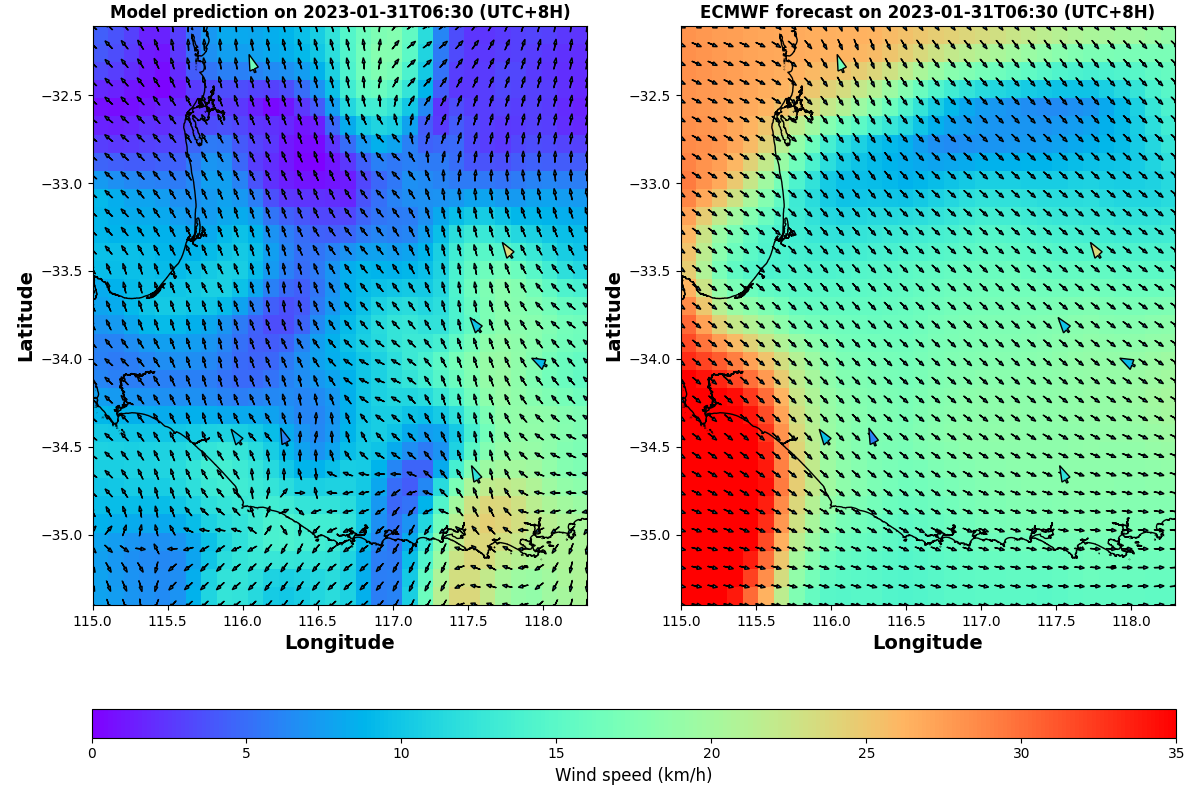 Model prediction on 2023-01-31T06:30 (UTC+8H)
ECMWF forecast on 2023-01-31T06:30 (UTC+8H)
−32.5
−33.0
−33.5
−34.0
−34.5
−35.0
Latitude
115.0 115.5 116.0 116.5 117.0 117.5 118.0
Longitude
−32.5
−33.0
−33.5
−34.0
−34.5
−35.0
Latitude
115.0 115.5 116.0 116.5 117.0 117.5 118.0
Longitude
0 5 10 15 20 25 30 35
Wind speed (km/h)